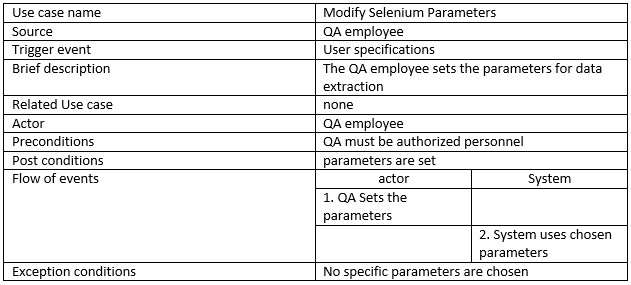 Use case name Modify Selenium Parameters
Source QA employee
Trigger event User specifications
Brief description The QA employee sets the parameters for data
extraction
Related Use case none
Actor QA employee
Preconditions QA must be authorized personnel
Post conditions parameters are set
Flow of events actor System
1. QA Sets the
parameters
2. System uses chosen
parameters
Exception conditions No specific parameters are chosen